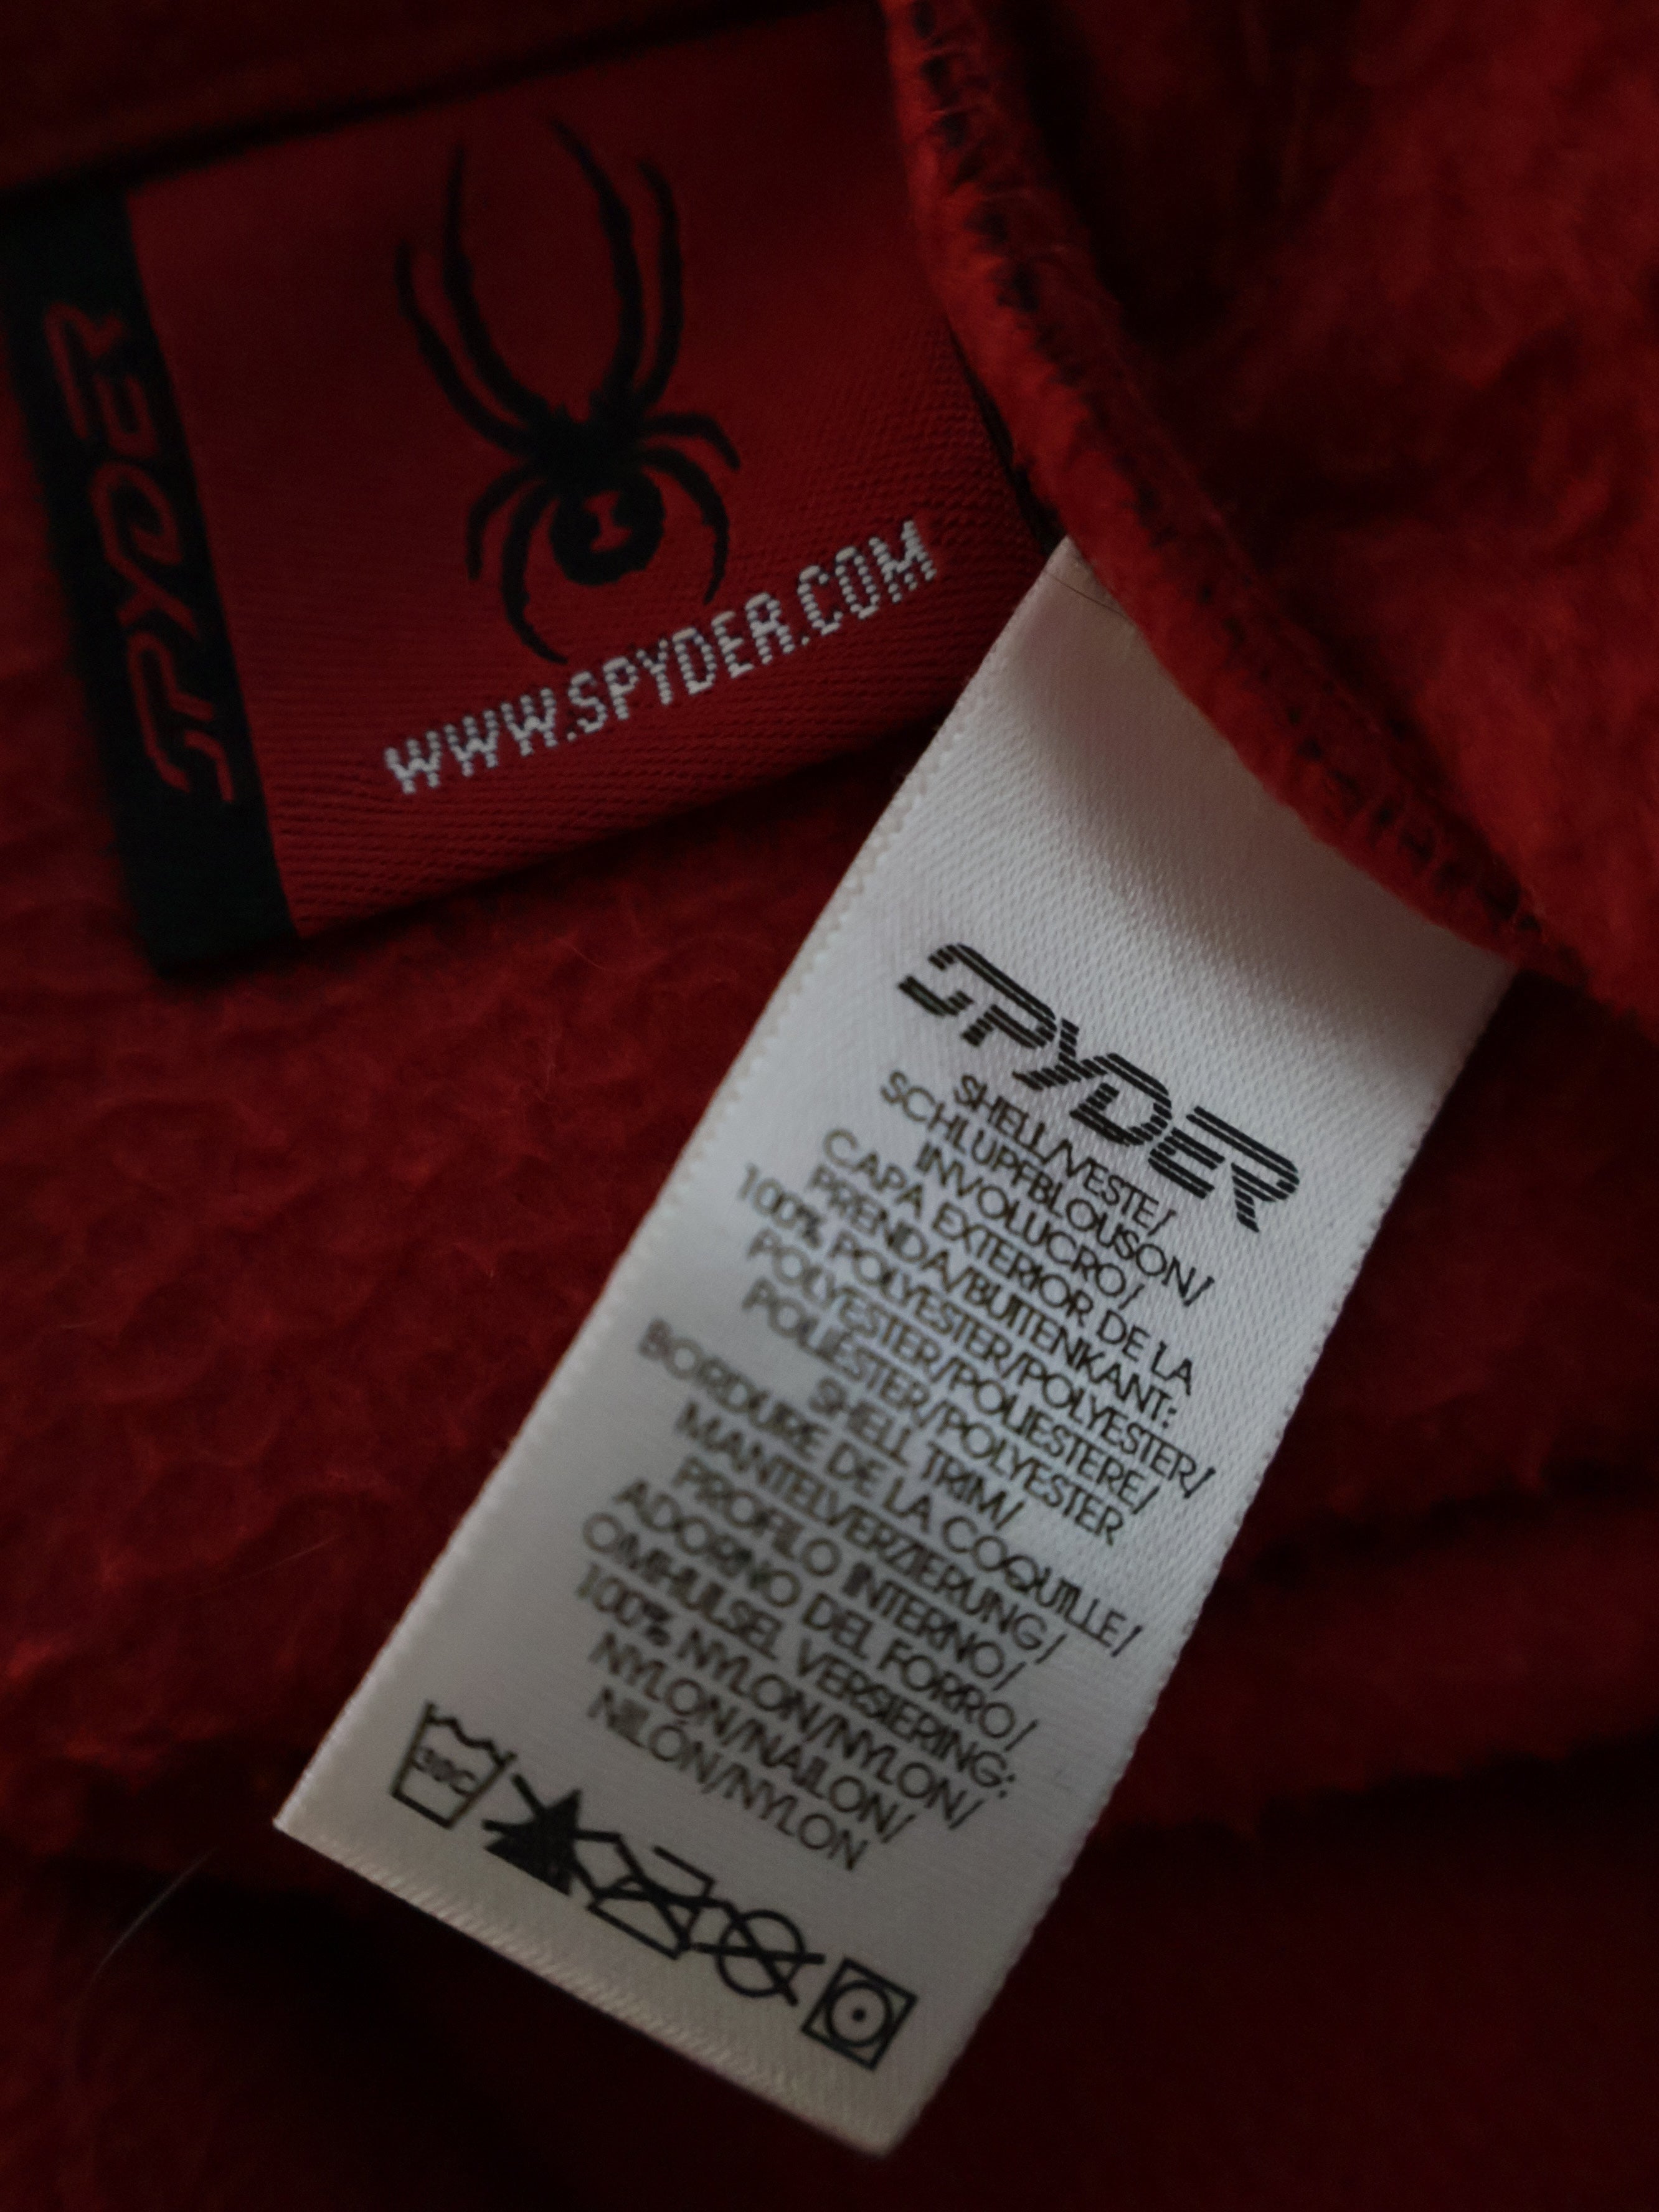 SPYDER
WWW.SPYDER.COM
SPYDER
SHELL/VESTE/
SCHLUPFBLOUSON/
INVOLUCRO/
CAPA EXTERIOR DE LA
PRENDA/BUITENKANT:
100% POLYESTER/POLYESTER/
POLYESTER/POLIESTERE/
POLIÉSTER/POLYESTER
SHELL TRIM/
BORDURE DE LA COQUILLE/
MANTELVERZIERUNG/
PROFILO INTERNO/
ADORNO DEL FORRO/
OMHULSEL VERSIERING:
100% NYLON/NYLON/
NYLON/NAILON/
NILÓN/NYLON
30C